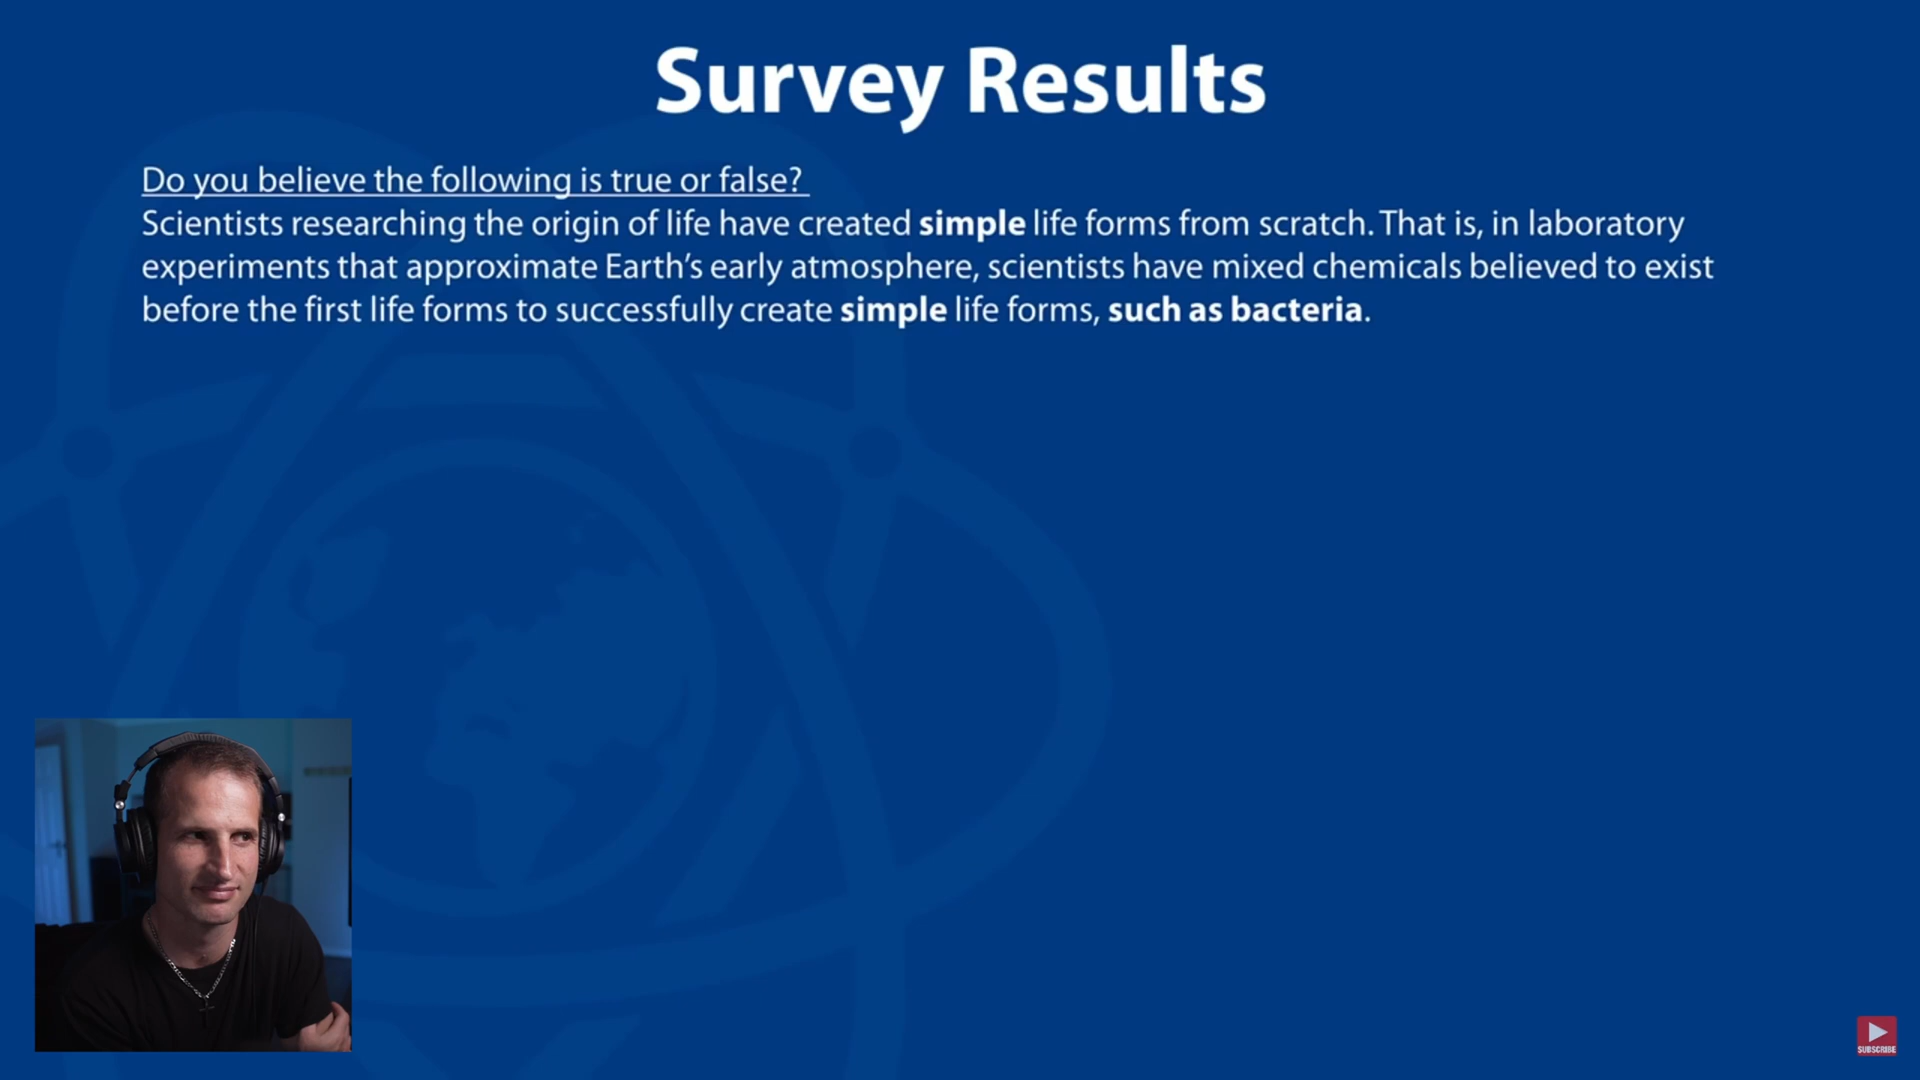 Survey Results
Do you believe the following is true or false?
Scientists researching the origin of life have created simple life forms from scratch. That is, in laboratory
experiments that approximate Earth’s early atmosphere, scientists have mixed chemicals believed to exist
before the first life forms to successfully create simple life forms, such as bacteria.
SUBSCRIBE